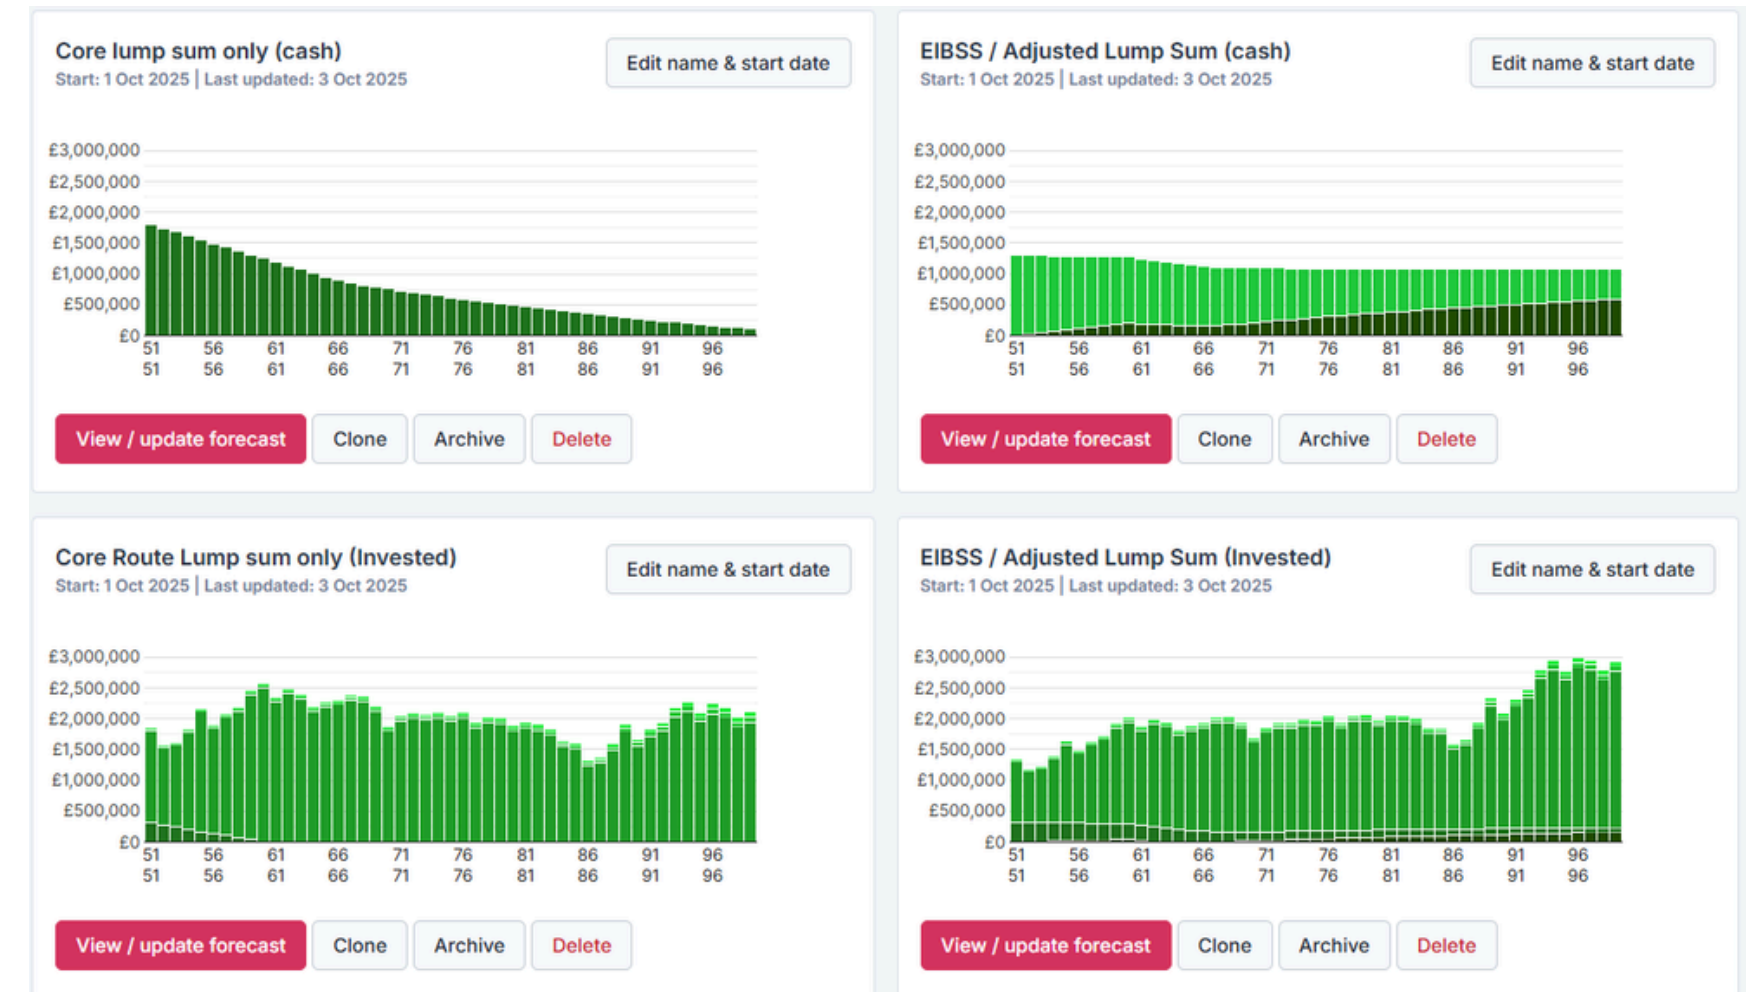 Core lump sum only (cash)
Edit name & start date
Start: 1 Oct 2025 | Last updated: 3 Oct 2025
£3,000,000
£2,500,000
£2,000,000
£1,500,000
£1,000,000
£500,000
£0
51 56 61 66 71 76 81 86 91 96
51 56 61 66 71 76 81 86 91 96
View / update forecast Clone Archive Delete
EIBSS / Adjusted Lump Sum (cash)
Edit name & start date
Start: 1 Oct 2025 | Last updated: 3 Oct 2025
£3,000,000
£2,500,000
£2,000,000
£1,500,000
£1,000,000
£500,000
£0
51 56 61 66 71 76 81 86 91 96
51 56 61 66 71 76 81 86 91 96
View / update forecast Clone Archive Delete
Core Route Lump sum only (Invested)
Edit name & start date
Start: 1 Oct 2025 | Last updated: 3 Oct 2025
£3,000,000
£2,500,000
£2,000,000
£1,500,000
£1,000,000
£500,000
£0
51 56 61 66 71 76 81 86 91 96
51 56 61 66 71 76 81 86 91 96
View / update forecast Clone Archive Delete
EIBSS / Adjusted Lump Sum (Invested)
Edit name & start date
Start: 1 Oct 2025 | Last updated: 3 Oct 2025
£3,000,000
£2,500,000
£2,000,000
£1,500,000
£1,000,000
£500,000
£0
51 56 61 66 71 76 81 86 91 96
51 56 61 66 71 76 81 86 91 96
View / update forecast Clone Archive Delete